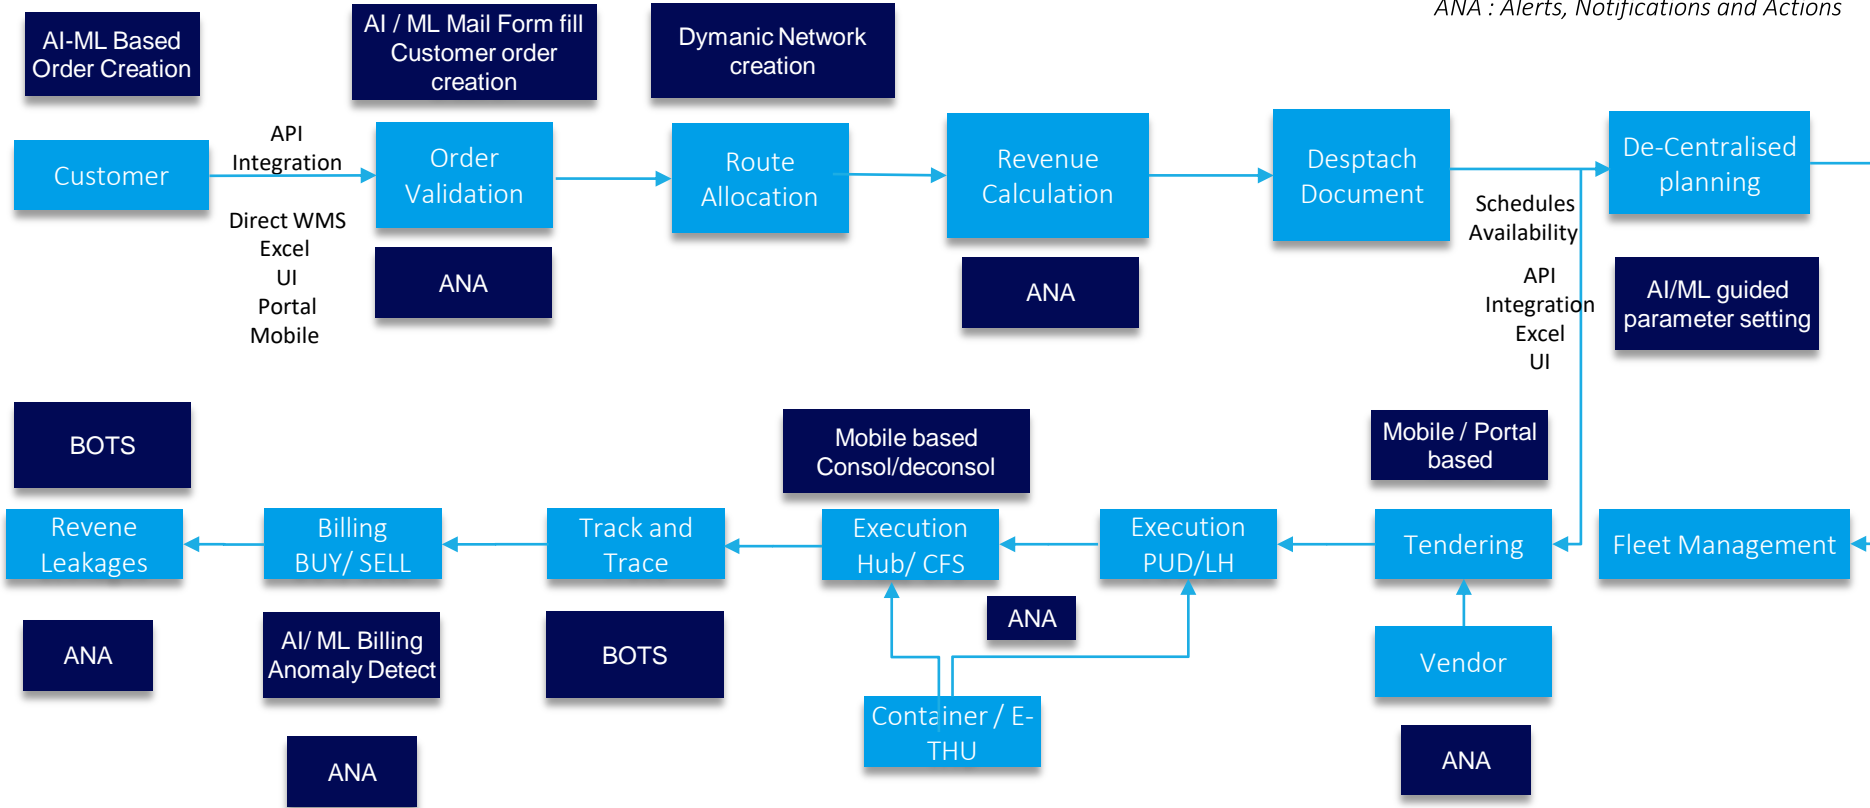 ANA : Alerts, Notifications and Actions
AI-ML Based
Order Creation
AI / ML Mail Form fill
Customer order
creation
Dymanic Network
creation
Customer
API
Integration
Direct WMS
Excel
UI
Portal
Mobile
Order
Validation
ANA
Route
Allocation
Revenue
Calculation
ANA
Desptach
Document
Schedules
Availability
API
Integration
Excel
UI
De-Centralised
planning
AI/ML guided
parameter setting
BOTS
Mobile based
Consol/deconsol
Mobile / Portal
based
Revene
Leakages
Billing
BUY/ SELL
Track and
Trace
Execution
Hub/ CFS
Execution
PUD/LH
Tendering
Fleet Management
ANA
AI/ ML Billing
Anomaly Detect
BOTS
ANA
Vendor
Container / E-
THU
ANA
ANA